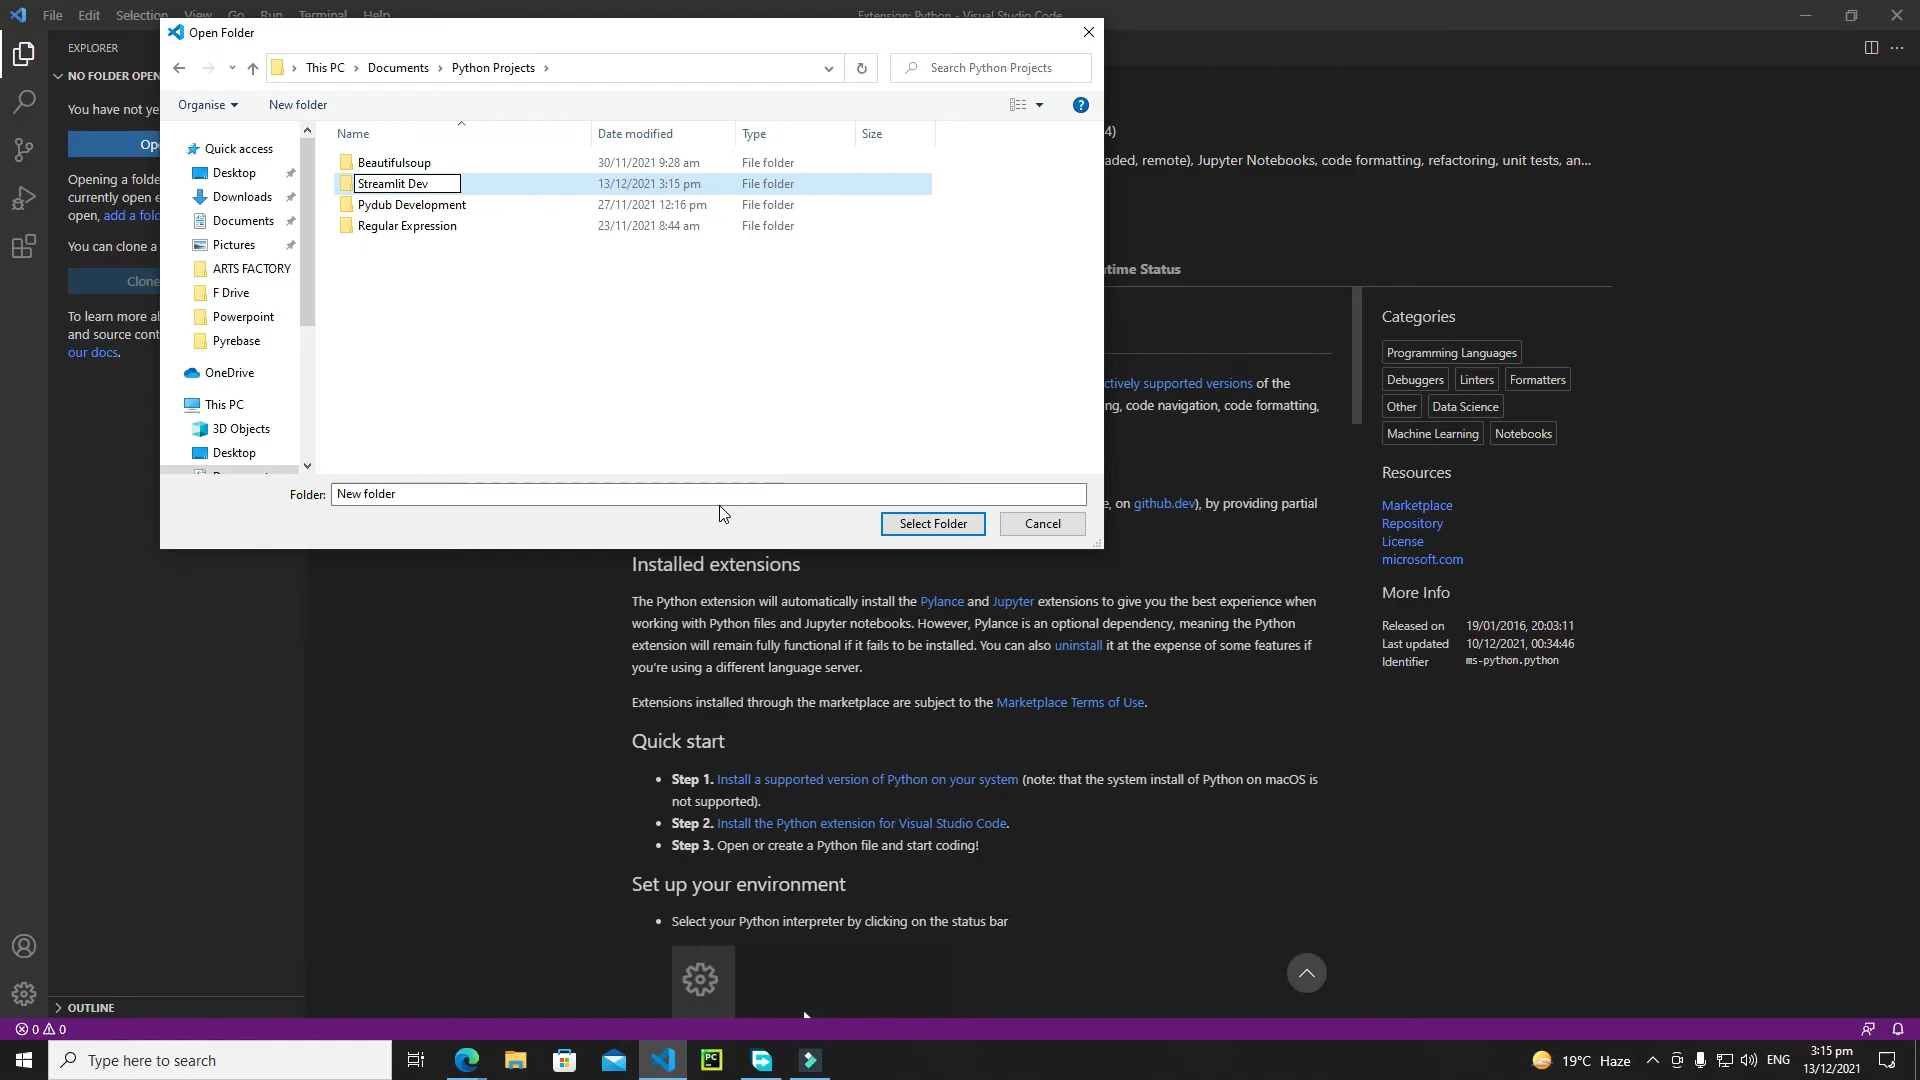 File Edit Selection View Go Run Terminal Help
Extension: Python - Visual Studio Code
Open Folder
This PC > Documents > Python Projects >
Search Python Projects
Organise
New folder
Name
Date modified
Type
Size
Beautifulsoup 30/11/2021 9:28 am File folder
Streamlit Dev 13/12/2021 3:15 pm File folder
Pydub Development 27/11/2021 12:16 pm File folder
Regular Expression 23/11/2021 8:44 am File folder
Quick access
Desktop
Downloads
Documents
Pictures
ARTS FACTORY
F Drive
Powerpoint
Pyrebase
OneDrive
This PC
3D Objects
Desktop
Folder: New folder
Select Folder
Cancel
EXPLORER
NO FOLDER OPEN
You have not ye
Op
Opening a folde
currently open e
open, add a fold
You can clone a
Clone
To learn more a
and source cont
our docs.
OUTLINE
4)
aded, remote), Jupyter Notebooks, code formatting, refactoring, unit tests, an...
ntime Status
ctively supported versions of the
ng, code navigation, code formatting,
e, on github.dev), by providing partial
Installed extensions
The Python extension will automatically install the Pylance and Jupyter extensions to give you the best experience when
working with Python files and Jupyter notebooks. However, Pylance is an optional dependency, meaning the Python
extension will remain fully functional if it fails to be installed. You can also uninstall it at the expense of some features if
you're using a different language server.
Extensions installed through the marketplace are subject to the Marketplace Terms of Use.
Quick start
• Step 1. Install a supported version of Python on your system (note: that the system install of Python on macOS is
not supported).
• Step 2. Install the Python extension for Visual Studio Code.
• Step 3. Open or create a Python file and start coding!
Set up your environment
• Select your Python interpreter by clicking on the status bar
Categories
Programming Languages
Debuggers Linters Formatters
Other Data Science
Machine Learning Notebooks
Resources
Marketplace
Repository
License
microsoft.com
More Info
Released on 19/01/2016, 20:03:11
Last updated 10/12/2021, 00:34:46
Identifier ms-python.python
0 0
Type here to search
PC
19°C Haze
ENG
3:15 pm
13/12/2021